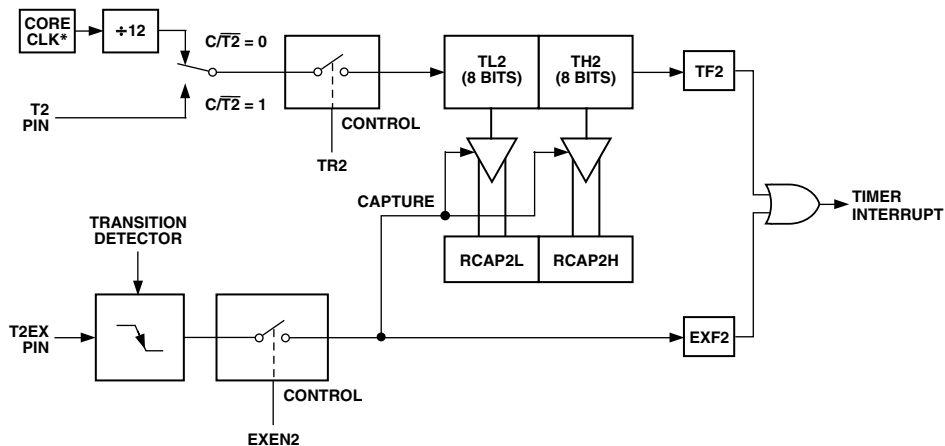 CORE
CLK*
÷12
C/T2̅ = 0
C/T2̅ = 1
T2
PIN
CONTROL
TR2
TL2
(8 BITS)
TH2
(8 BITS)
TF2
CAPTURE
TIMER
INTERRUPT
RCAP2L
RCAP2H
TRANSITION
DETECTOR
T2EX
PIN
CONTROL
EXEN2
EXF2